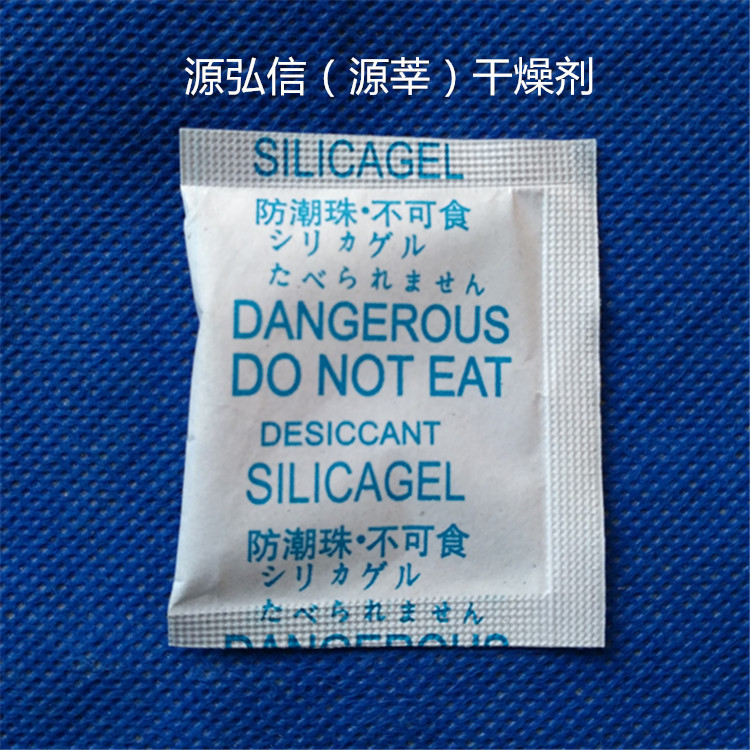 源弘信（源莘）干燥剂
SILICAGEL
防潮珠·不可食
シリカゲル
たべられません
DANGEROUS
DO NOT EAT
DESICCANT
SILICAGEL
防潮珠·不可食
シリカゲル
たべられません
DANGEROUS